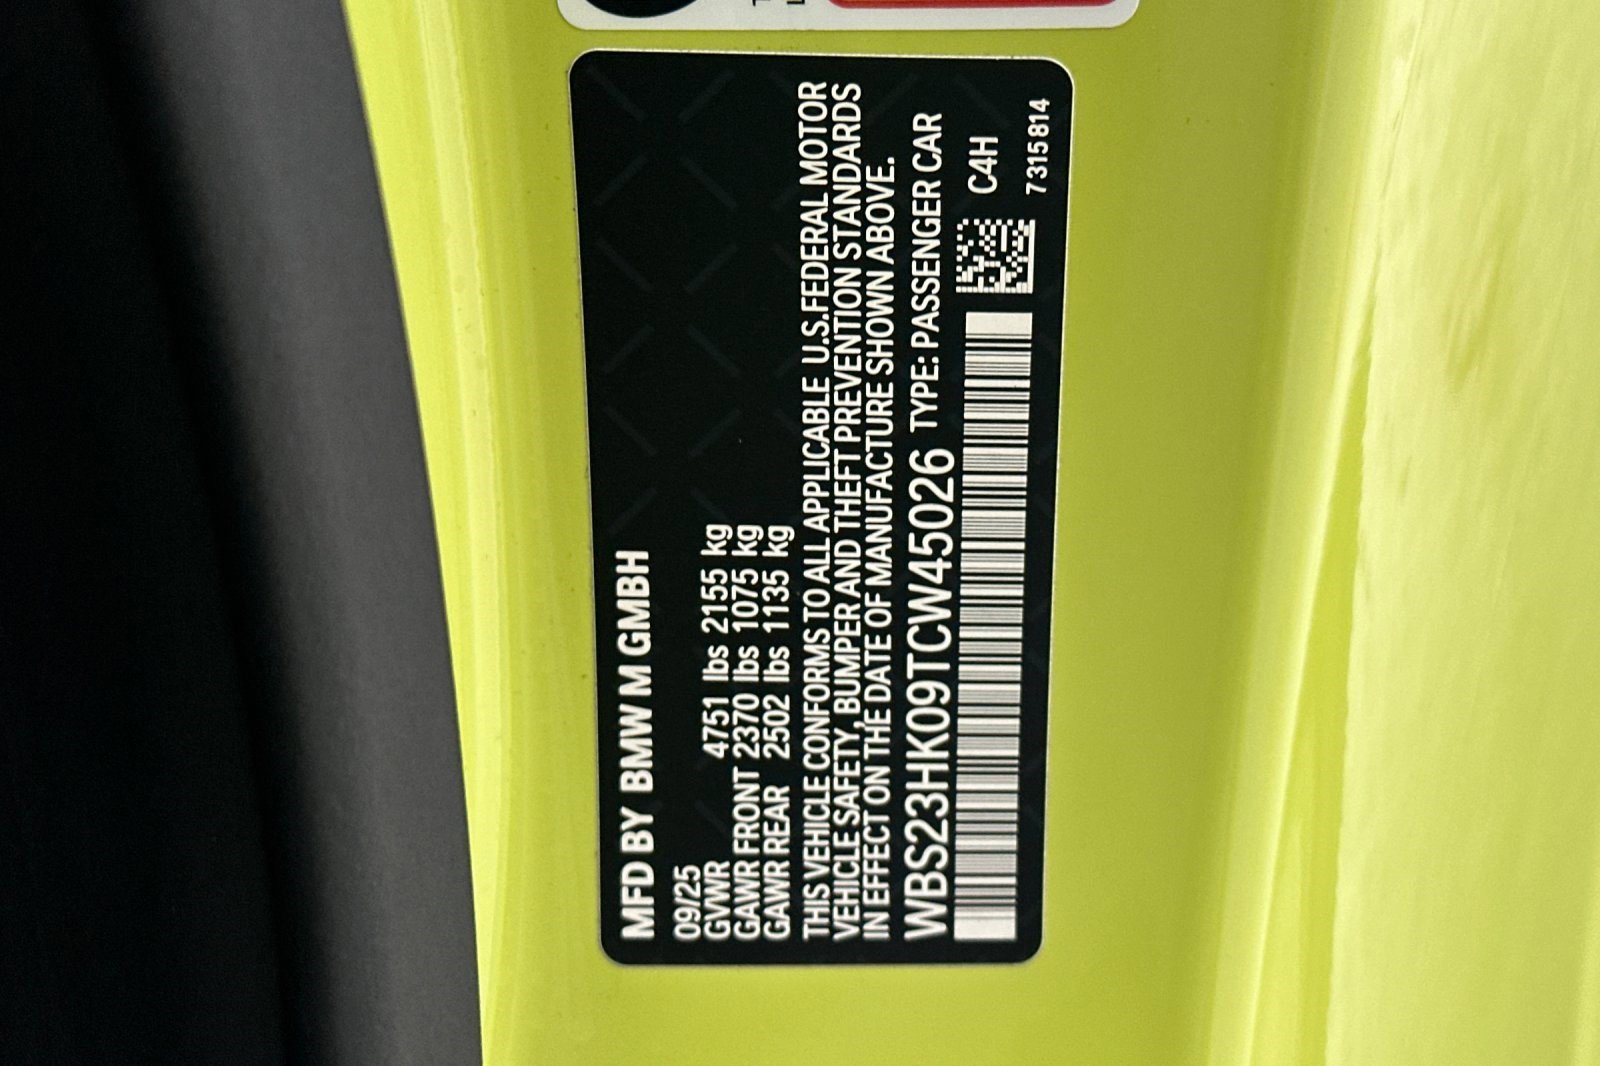 MFD BY BMW M GMBH
09/25
GVWR 4751 lbs 2155 kg
GAWR FRONT 2370 lbs 1075 kg
GAWR REAR 2502 lbs 1135 kg
THIS VEHICLE CONFORMS TO ALL APPLICABLE U.S.FEDERAL MOTOR
VEHICLE SAFETY, BUMPER AND THEFT PREVENTION STANDARDS
IN EFFECT ON THE DATE OF MANUFACTURE SHOWN ABOVE.
WBS23HK09TCW45026 TYPE: PASSENGER CAR
C4H
7315814